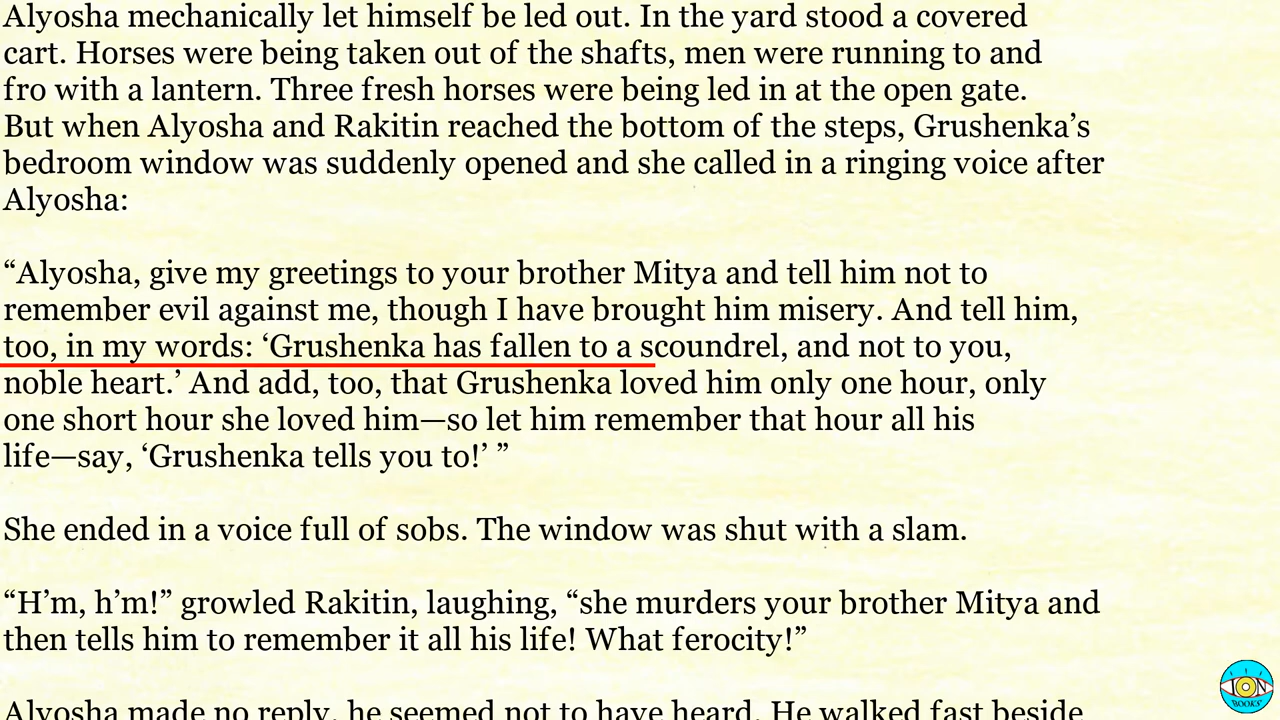 Alyosha mechanically let himself be led out. In the yard stood a covered
cart. Horses were being taken out of the shafts, men were running to and
fro with a lantern. Three fresh horses were being led in at the open gate.
But when Alyosha and Rakitin reached the bottom of the steps, Grushenka’s
bedroom window was suddenly opened and she called in a ringing voice after
Alyosha:
“Alyosha, give my greetings to your brother Mitya and tell him not to
remember evil against me, though I have brought him misery. And tell him,
too, in my words: ‘Grushenka has fallen to a scoundrel, and not to you,
noble heart.’ And add, too, that Grushenka loved him only one hour, only
one short hour she loved him—so let him remember that hour all his
life—say, ‘Grushenka tells you to!’ ”
She ended in a voice full of sobs. The window was shut with a slam.
“H’m, h’m!” growled Rakitin, laughing, “she murders your brother Mitya and
then tells him to remember it all his life! What ferocity!”
Alyosha made no reply, he seemed not to have heard. He walked fast beside
ION
BOOKS